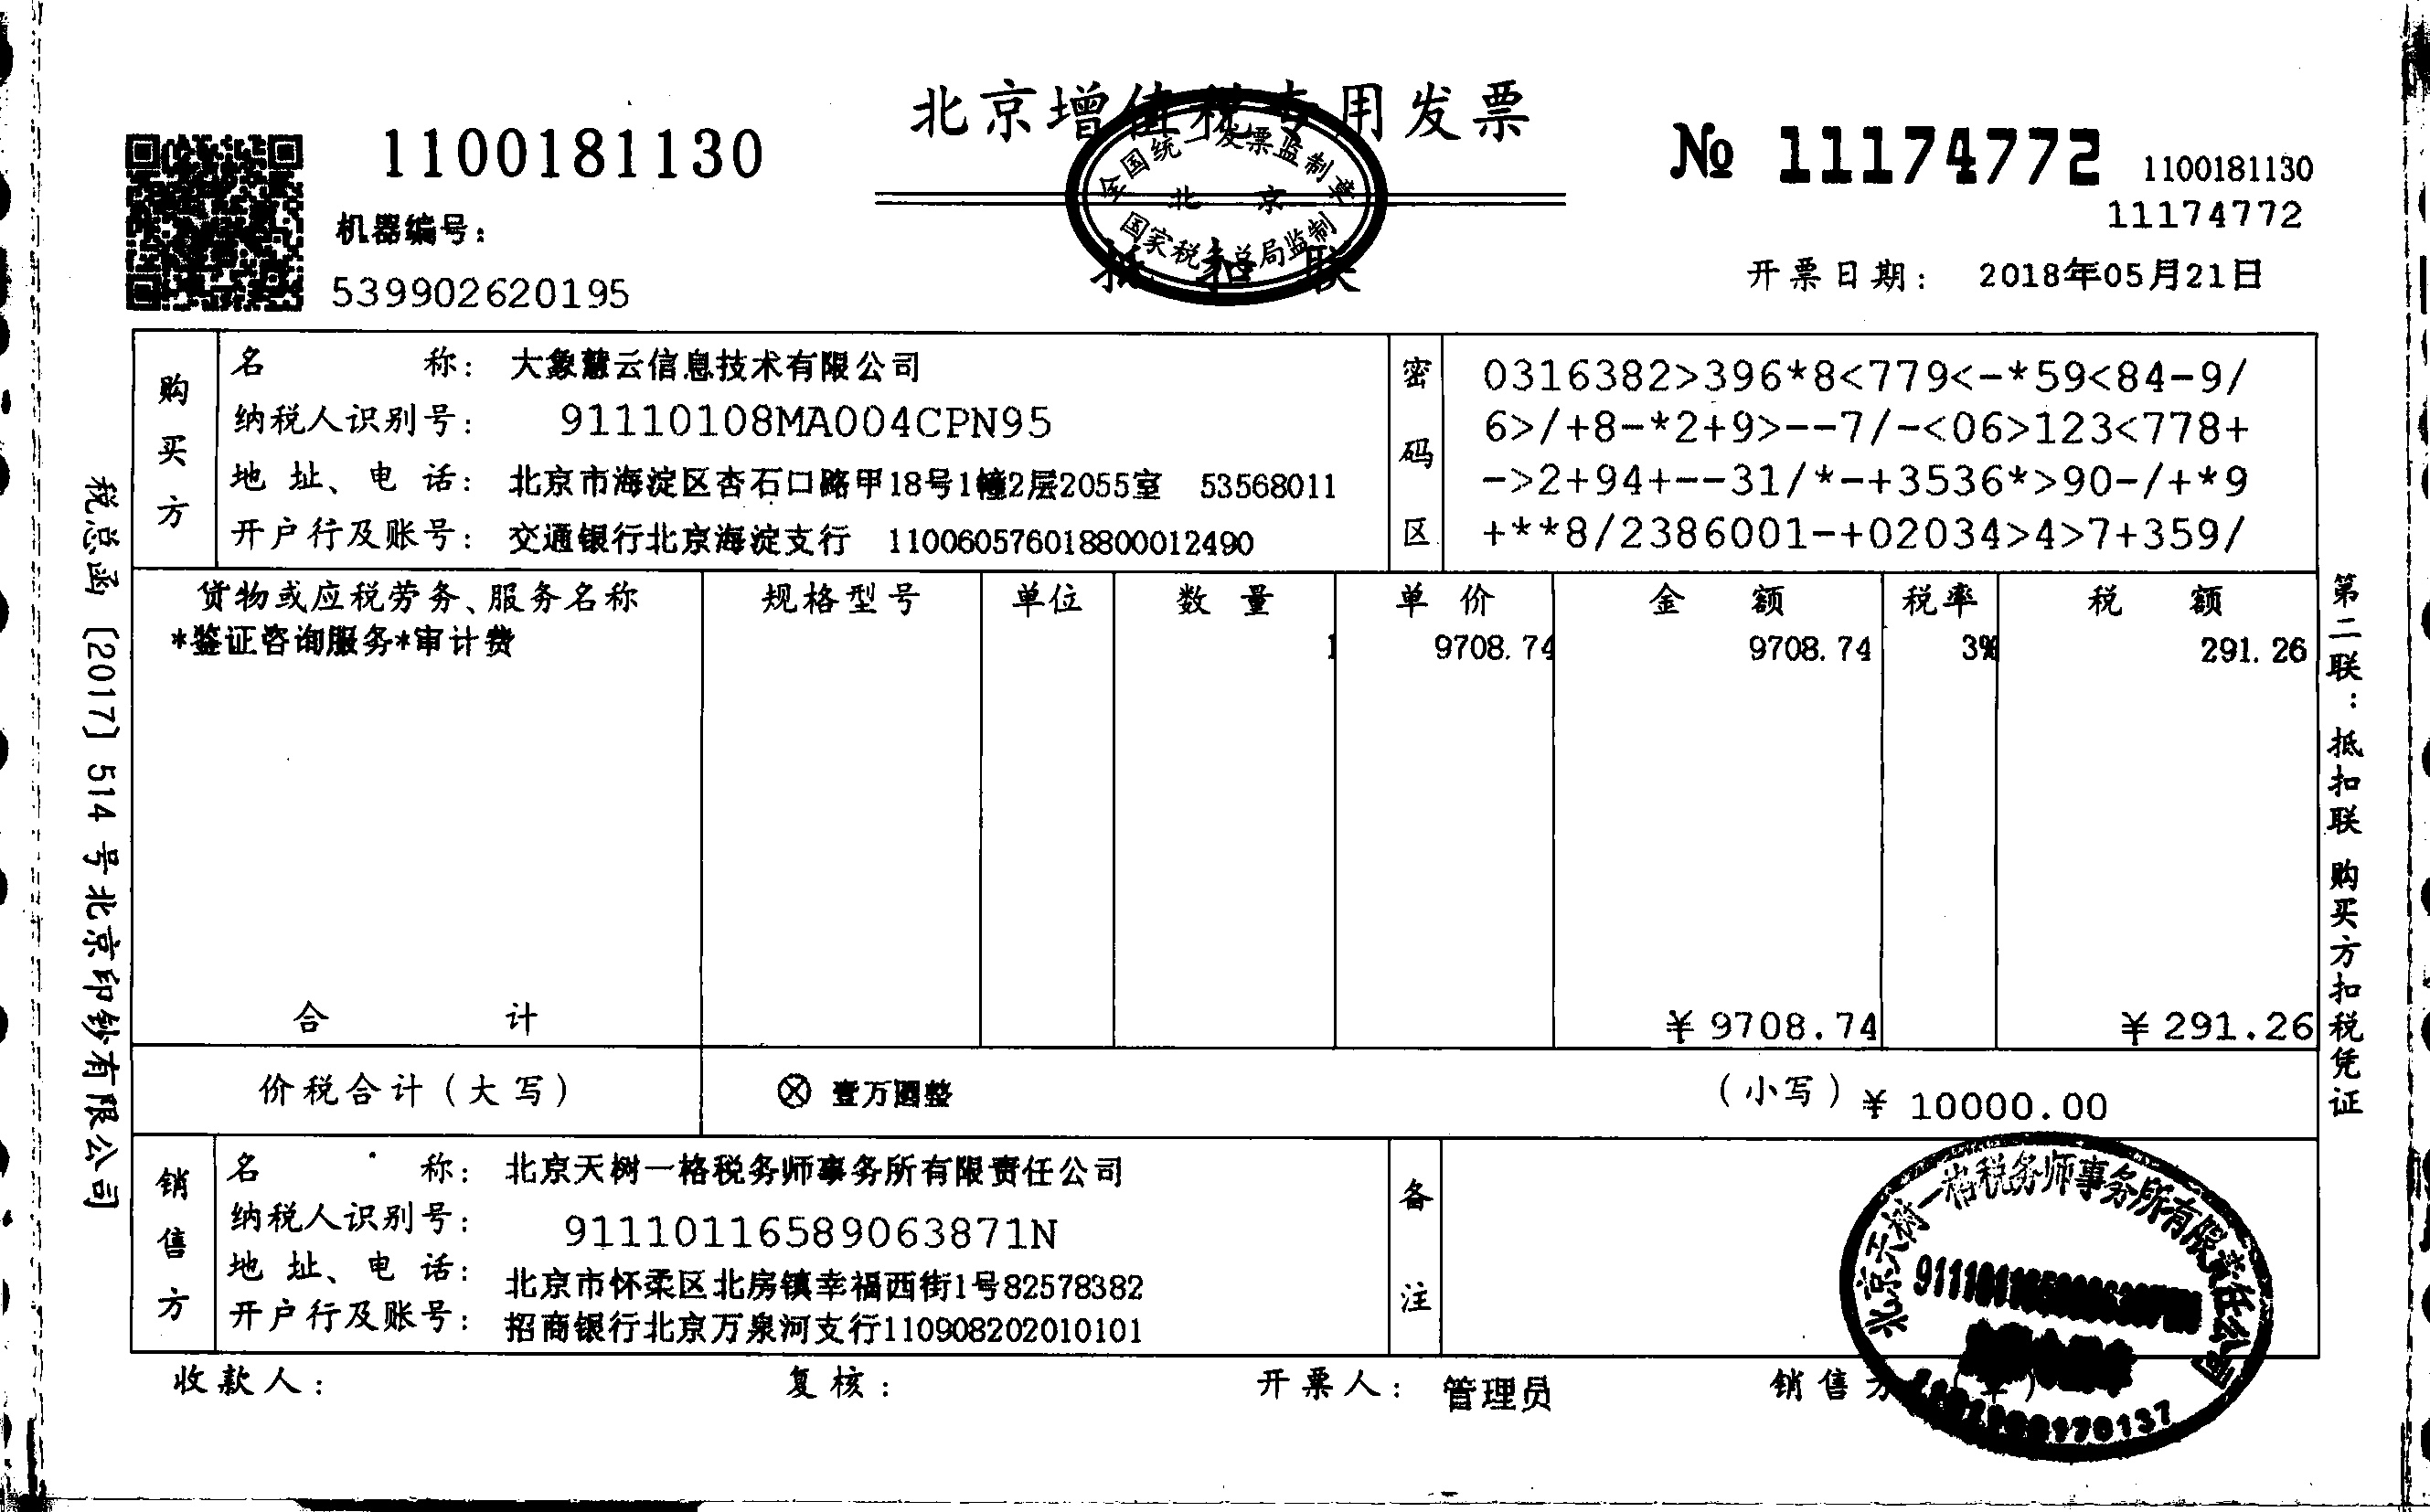 北京增值税专用发票
1100181130
№ 11174772
1100181130
11174772
机器编号：
539902620195
全国统一发票监制章
北京
国家税务总局监制
抵扣联
开票日期： 2018年05月21日
购买方
名称： 大象慧云信息技术有限公司
纳税人识别号： 91110108MA004CPN95
地址、电话： 北京市海淀区杏石口路甲18号1幢2层2055室 53568011
开户行及账号： 交通银行北京海淀支行 110060576018800012490
密码区
0316382>396*8<779<-*59<84-9/
6>/+8-*2+9>--7/-<06>123<778+
->2+94+--31/*-+3536*>90-/+*9
+**8/2386001-+02034>4>7+359/
货物或应税劳务、服务名称 规格型号 单位 数量 单价 金额 税率 税额
*鉴证咨询服务*审计费 1 9708.74 9708.74 3% 291.26
合计 ¥9708.74 ¥291.26
价税合计（大写） ⊗ 壹万圆整 （小写）¥ 10000.00
销售方
名称： 北京天树一格税务师事务所有限责任公司
纳税人识别号： 91110116589063871N
地址、电话： 北京市怀柔区北房镇幸福西街1号82578382
开户行及账号： 招商银行北京万泉河支行110908202010101
备注
北京天树一格税务师事务所有限责任公司
收款人： 复核： 开票人： 管理员 销售方（章）
税总函〔2017〕514号北京印钞有限公司
第二联：抵扣联 购买方扣税凭证